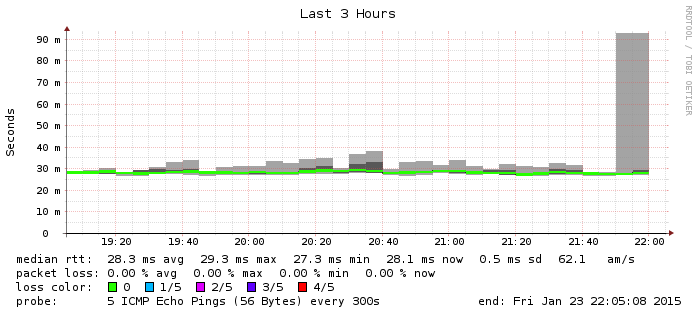 Last 3 Hours
RRDTOOL / TOBI OETIKER
Seconds
90 m
80 m
70 m
60 m
50 m
40 m
30 m
20 m
10 m
0
19:20 19:40 20:00 20:20 20:40 21:00 21:20 21:40 22:00
median rtt: 28.3 ms avg 29.3 ms max 27.3 ms min 28.1 ms now 0.5 ms sd 62.1 am/s
packet loss: 0.00 % avg 0.00 % max 0.00 % min 0.00 % now
loss color: 0 1/5 2/5 3/5 4/5
probe: 5 ICMP Echo Pings (56 Bytes) every 300s end: Fri Jan 23 22:05:08 2015